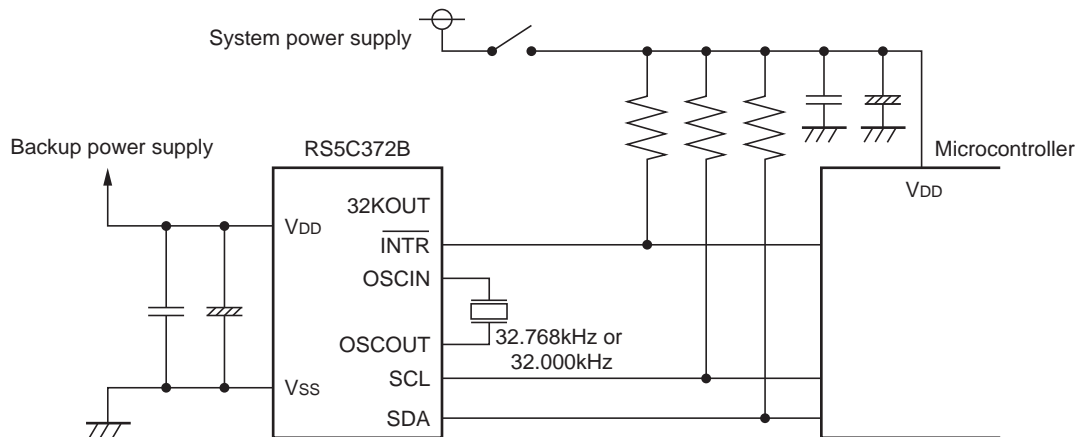 System power supply
Backup power supply
RS5C372B
Microcontroller
VDD
32KOUT
VDD
INTR
OSCIN
32.768kHz or
32.000kHz
OSCOUT
VSS
SCL
SDA